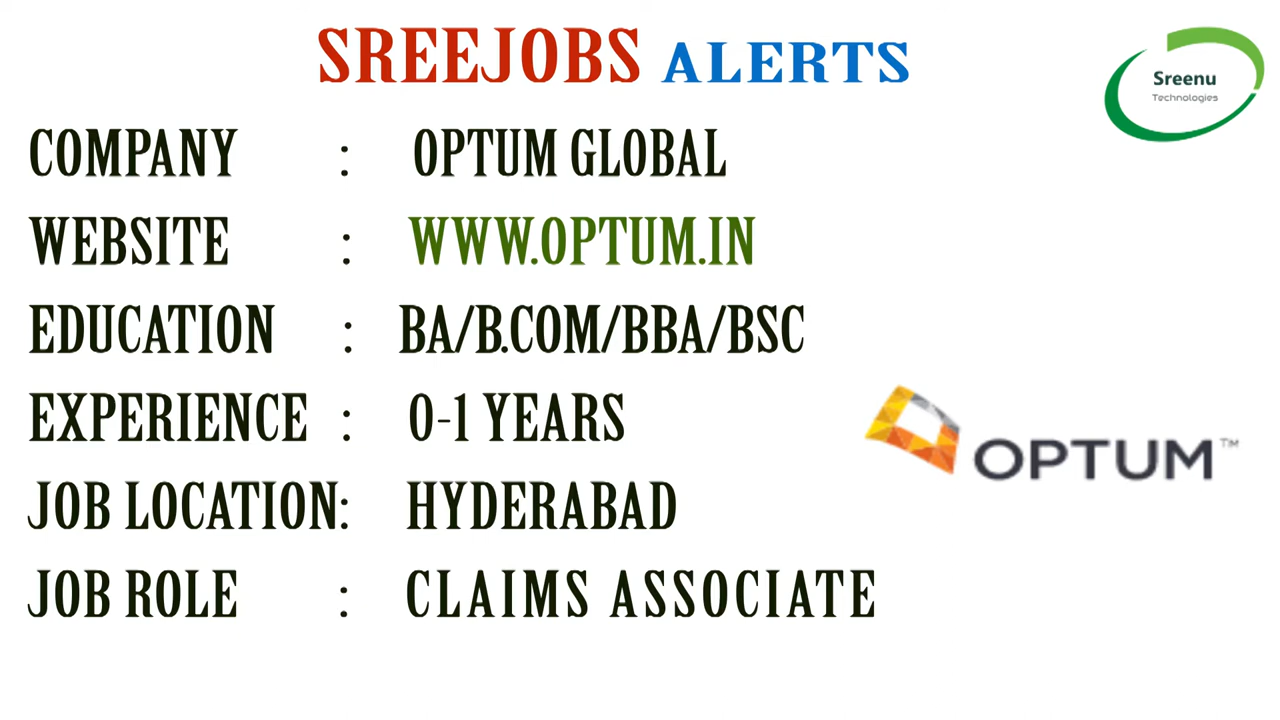 SREEJOBS ALERTS
Sreenu
Technologies
COMPANY : OPTUM GLOBAL
WEBSITE : WWW.OPTUM.IN
EDUCATION : BA/B.COM/BBA/BSC
EXPERIENCE : 0-1 YEARS
OPTUM™
JOB LOCATION: HYDERABAD
JOB ROLE : CLAIMS ASSOCIATE